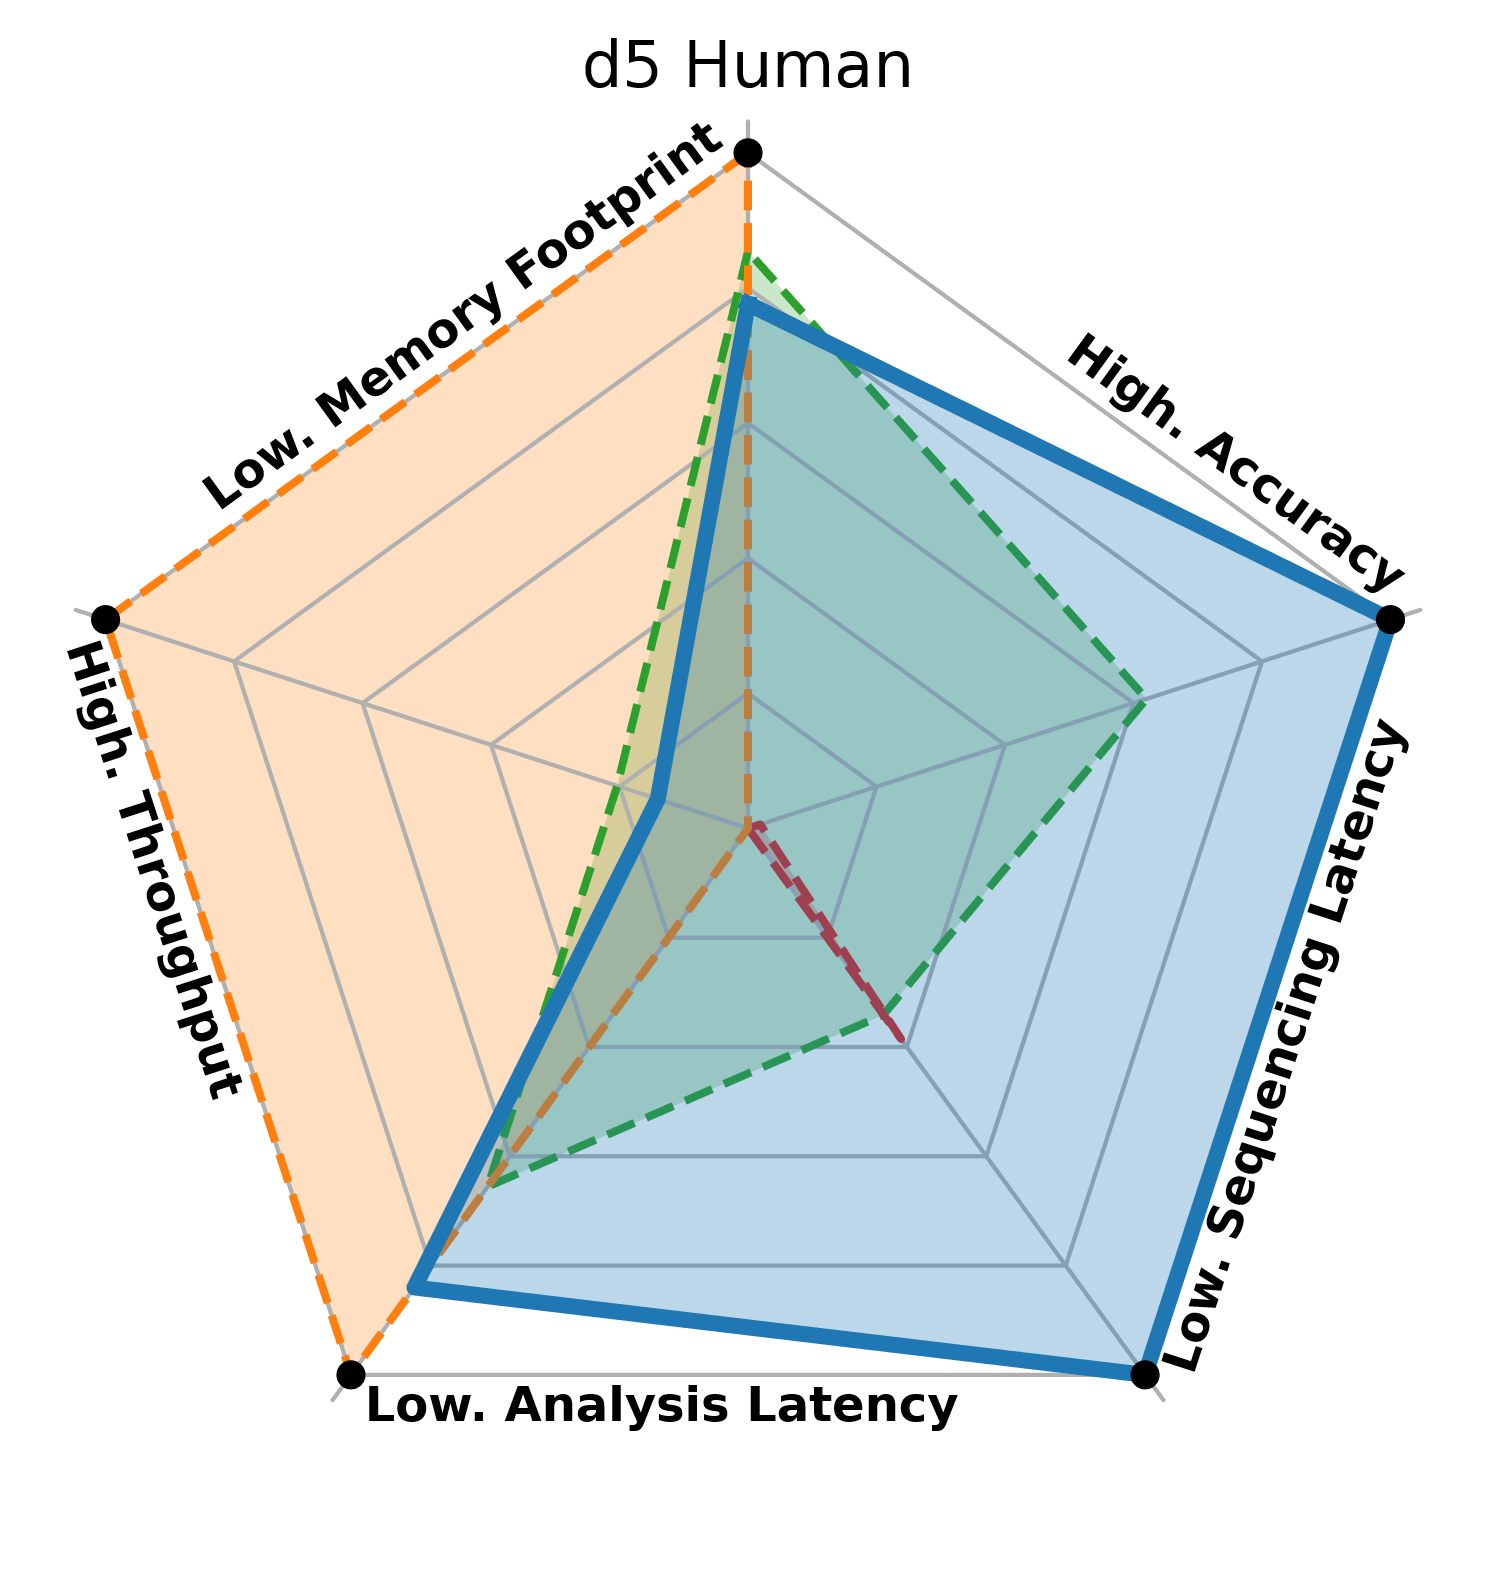 d5 Human
Low. Memory Footprint
High. Accuracy
High. Throughput
Low. Sequencing Latency
Low. Analysis Latency